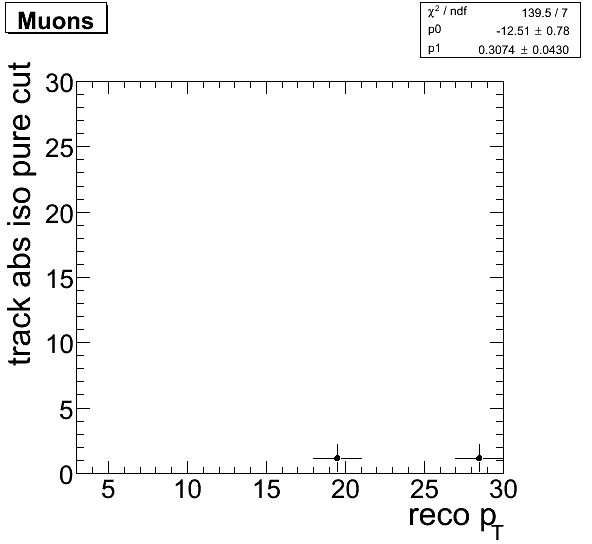 Muons
χ² / ndf 139.5 / 7
p0 -12.51 ± 0.78
p1 0.3074 ± 0.0430
track abs iso pure cut
30
25
20
15
10
5
0
5 10 15 20 25 30
reco p_T